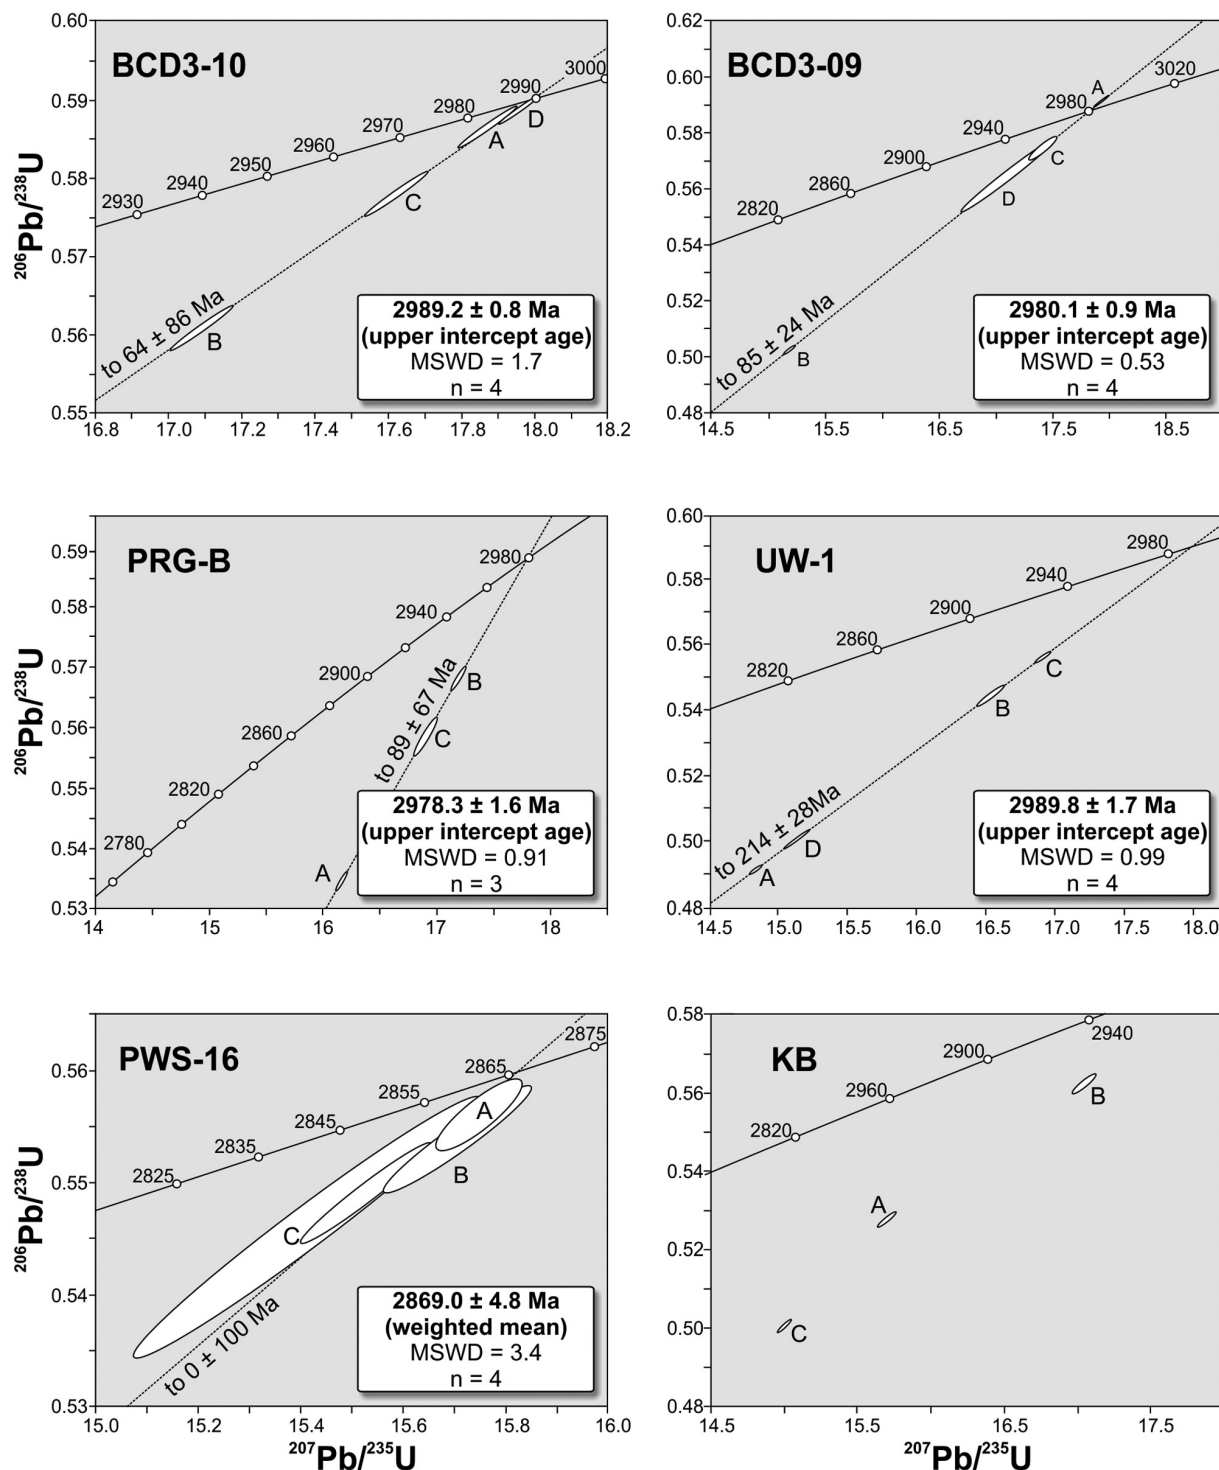 BCD3-10
²⁰⁶Pb/²³⁸U
0.60
0.59
0.58
0.57
0.56
0.55
2930
2940
2950
2960
2970
2980
2990
3000
A
D
C
B
to 64 ± 86 Ma
2989.2 ± 0.8 Ma
(upper intercept age)
MSWD = 1.7
n = 4
16.8 17.0 17.2 17.4 17.6 17.8 18.0 18.2
BCD3-09
0.62
0.60
0.58
0.56
0.54
0.52
0.50
0.48
2820
2860
2900
2940
2980
3020
A
C
D
B
to 85 ± 24 Ma
2980.1 ± 0.9 Ma
(upper intercept age)
MSWD = 0.53
n = 4
14.5 15.5 16.5 17.5 18.5
PRG-B
²⁰⁶Pb/²³⁸U
0.59
0.58
0.57
0.56
0.55
0.54
0.53
2780
2820
2860
2900
2940
2980
B
C
A
to 89 ± 67 Ma
2978.3 ± 1.6 Ma
(upper intercept age)
MSWD = 0.91
n = 3
14 15 16 17 18
UW-1
0.60
0.58
0.56
0.54
0.52
0.50
0.48
2820
2860
2900
2940
2980
C
B
D
A
to 214 ± 28Ma
2989.8 ± 1.7 Ma
(upper intercept age)
MSWD = 0.99
n = 4
14.5 15.0 15.5 16.0 16.5 17.0 17.5 18.0
PWS-16
²⁰⁶Pb/²³⁸U
0.56
0.55
0.54
0.53
2825
2835
2845
2855
2865
2875
A
B
C
to 0 ± 100 Ma
2869.0 ± 4.8 Ma
(weighted mean)
MSWD = 3.4
n = 4
15.0 15.2 15.4 15.6 15.8 16.0
²⁰⁷Pb/²³⁵U
KB
0.58
0.56
0.54
0.52
0.50
0.48
2820
2960
2900
2940
B
A
C
14.5 15.5 16.5 17.5
²⁰⁷Pb/²³⁵U